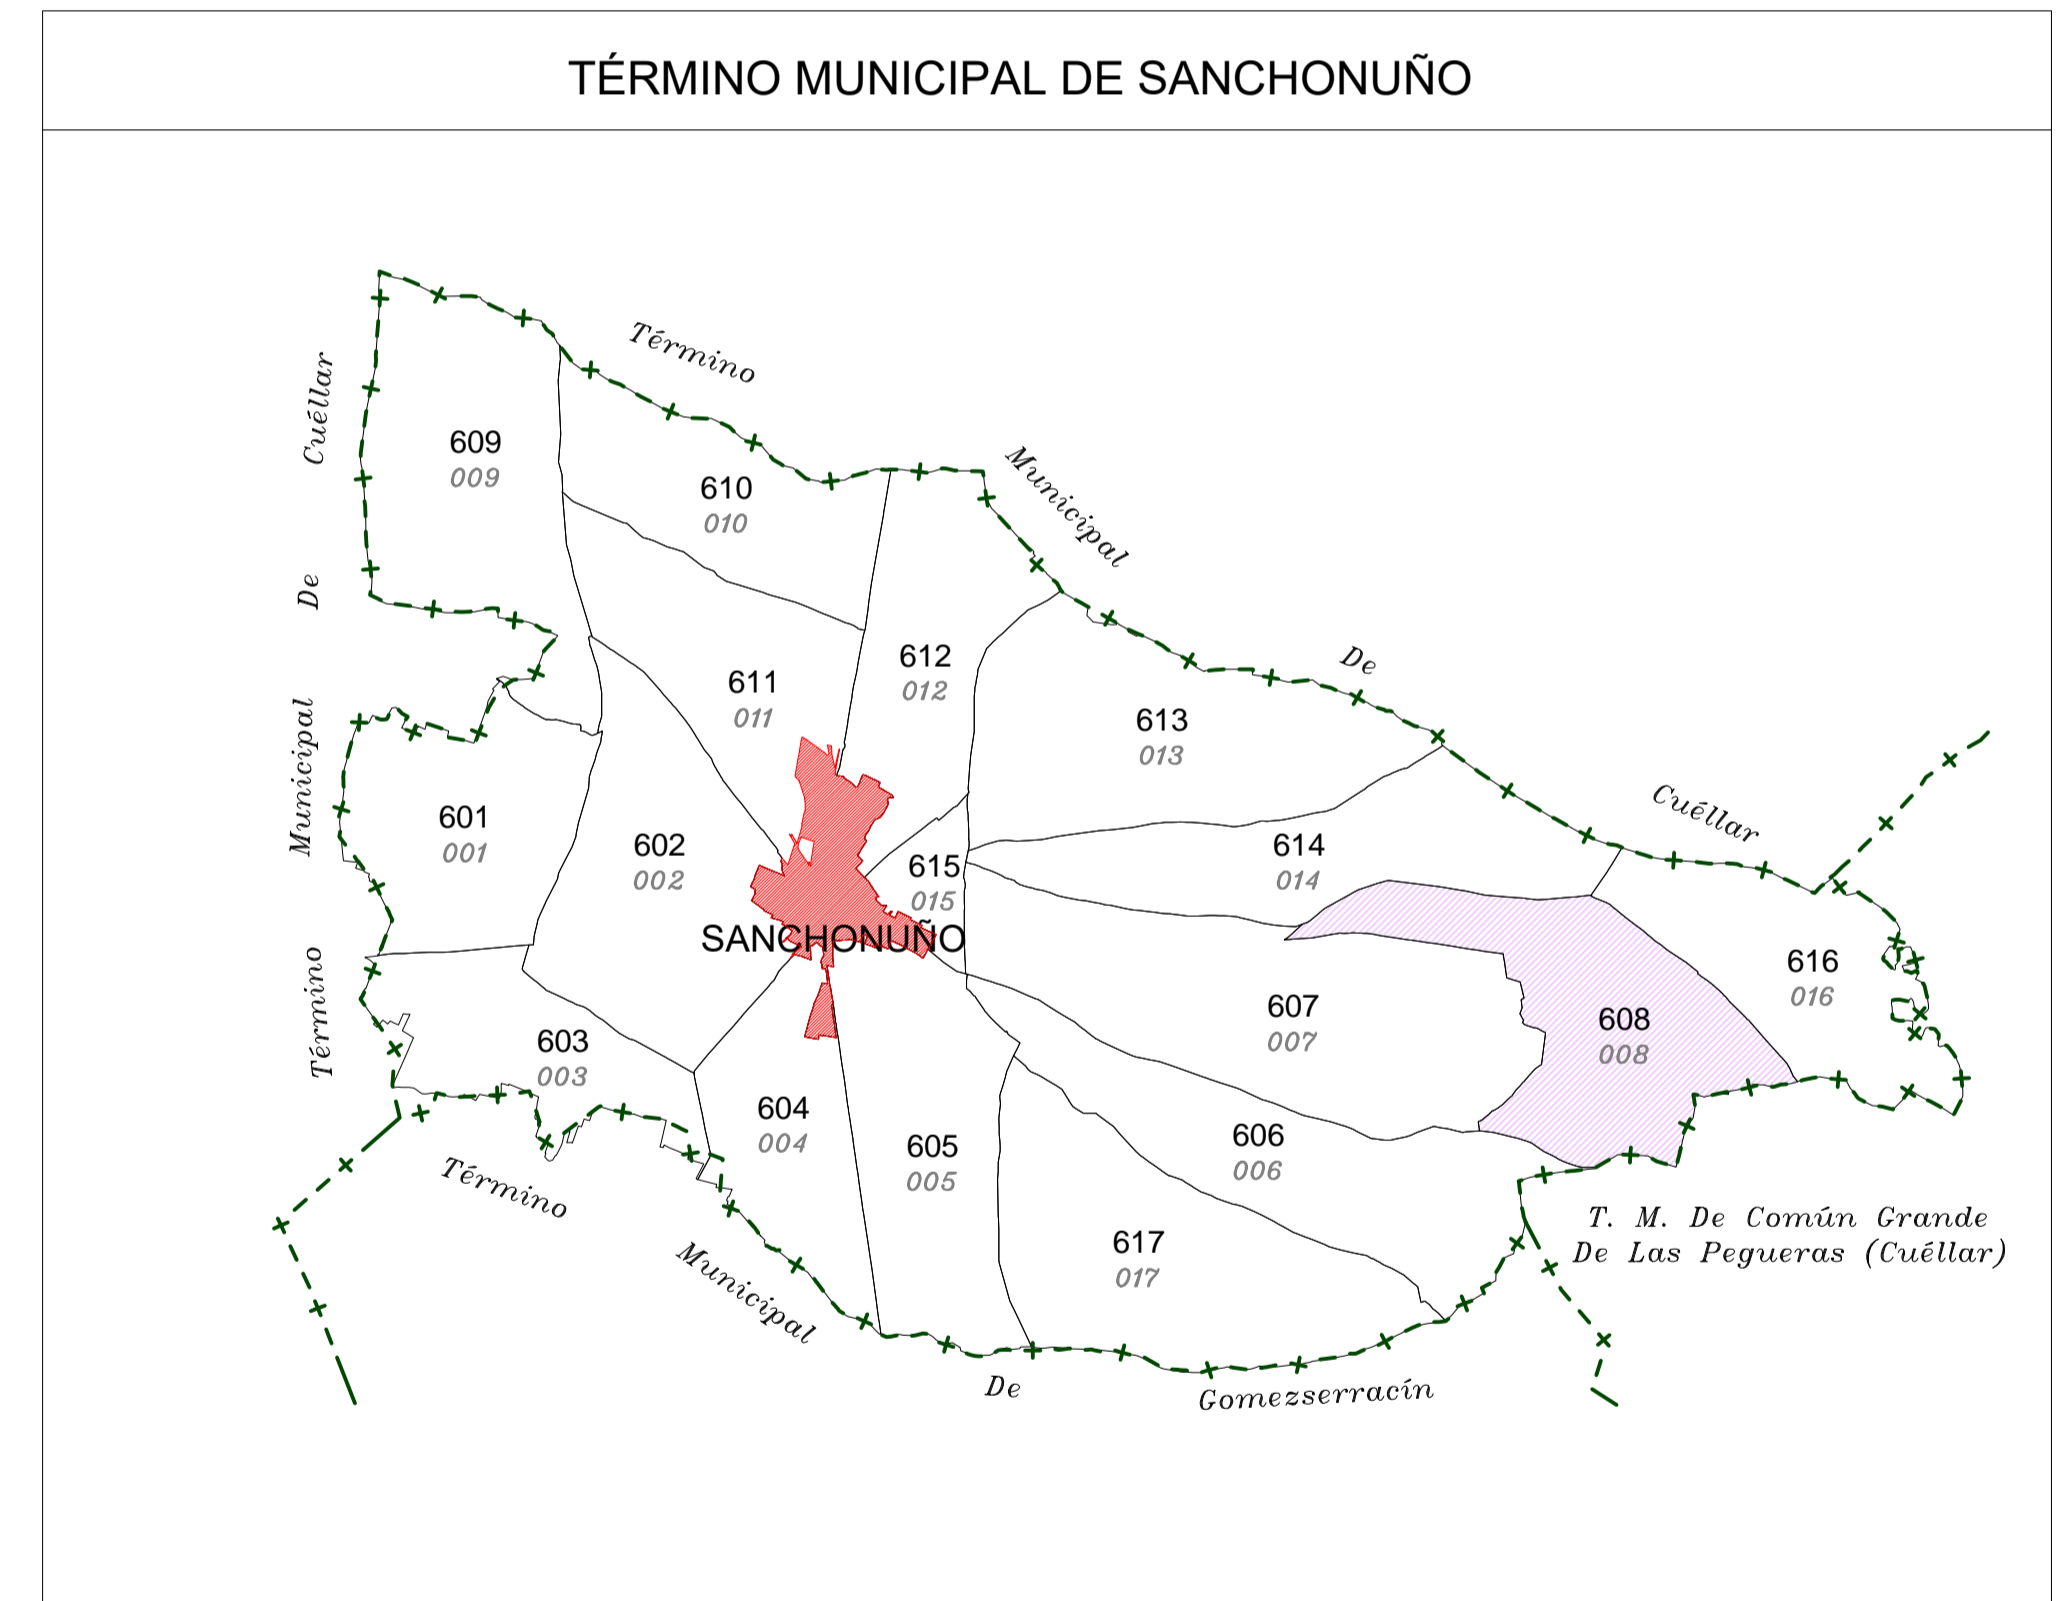 TÉRMINO MUNICIPAL DE SANCHONUÑO
Término
Municipal
De
Cuéllar
Término
Municipal
De
Cuéllar
609
009
610
010
611
011
612
012
613
013
601
001
602
002
614
014
615
015
SANCHONUÑO
616
016
607
007
608
008
603
003
604
004
605
005
606
006
617
017
Término
Municipal
De
Gomezserracín
T. M. De Común Grande
De Las Pegueras (Cuéllar)